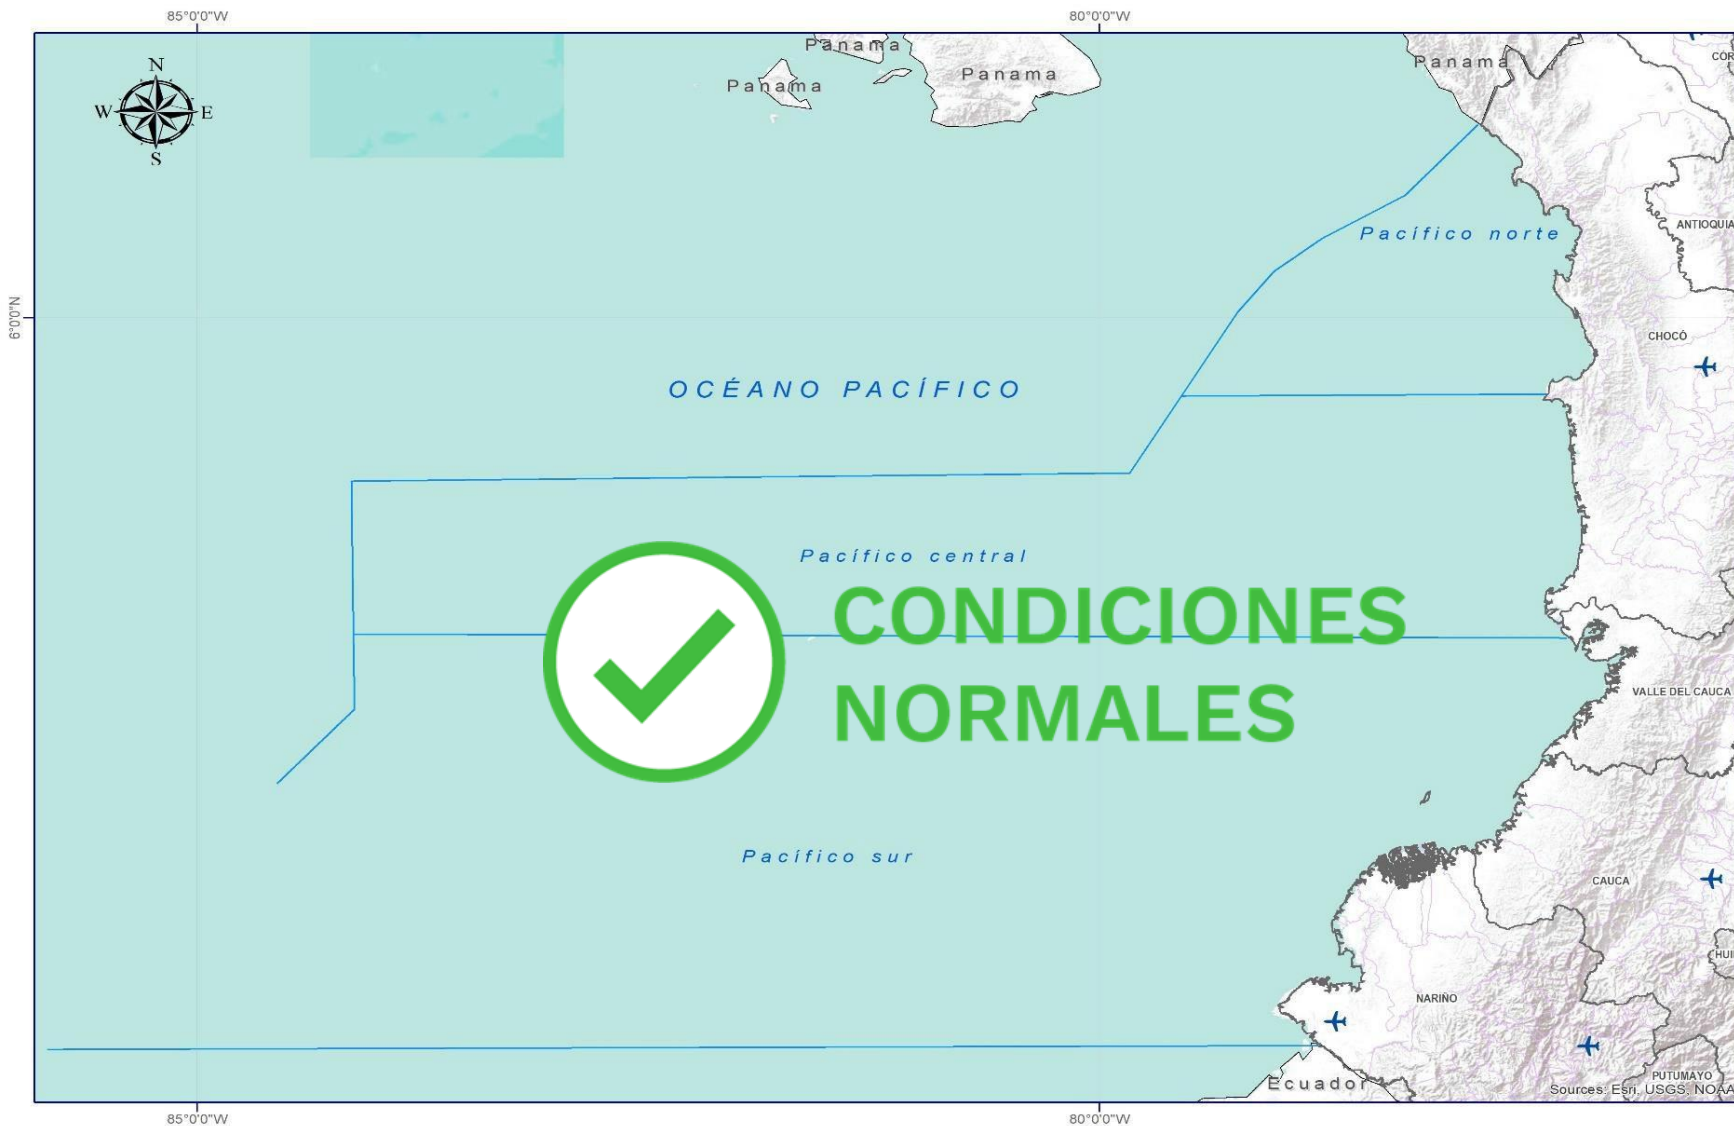 85°0'0"W
80°0'0"W
N
W
E
S
Panama
Panama
Panama
Panama
ANTIOQUIA
Pacífico norte
6°0'0"N
CHOCÓ
OCÉANO PACÍFICO
Pacífico central
CONDICIONES
NORMALES
VALLE DEL CAUCA
Pacífico sur
CAUCA
NARIÑO
PUTUMAYO
Ecuador
Sources: Esri, USGS, NOAA
85°0'0"W
80°0'0"W